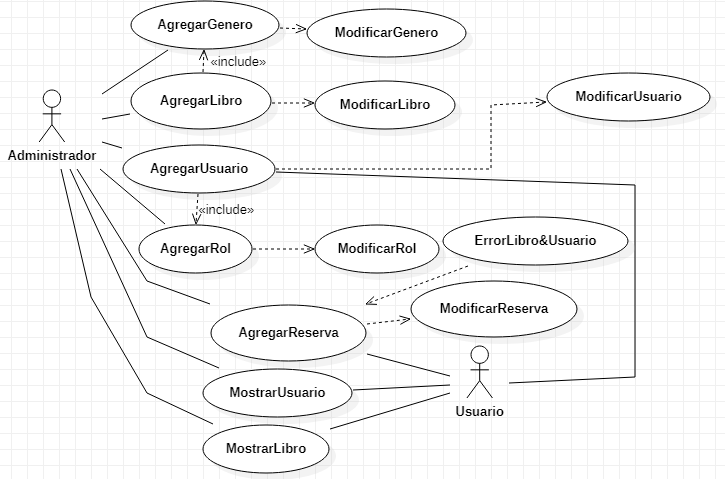 AgregarGenero
ModificarGenero
«include»
AgregarLibro
ModificarLibro
ModificarUsuario
Administrador
AgregarUsuario
«include»
AgregarRol
ModificarRol
ErrorLibro&Usuario
AgregarReserva
ModificarReserva
MostrarUsuario
Usuario
MostrarLibro